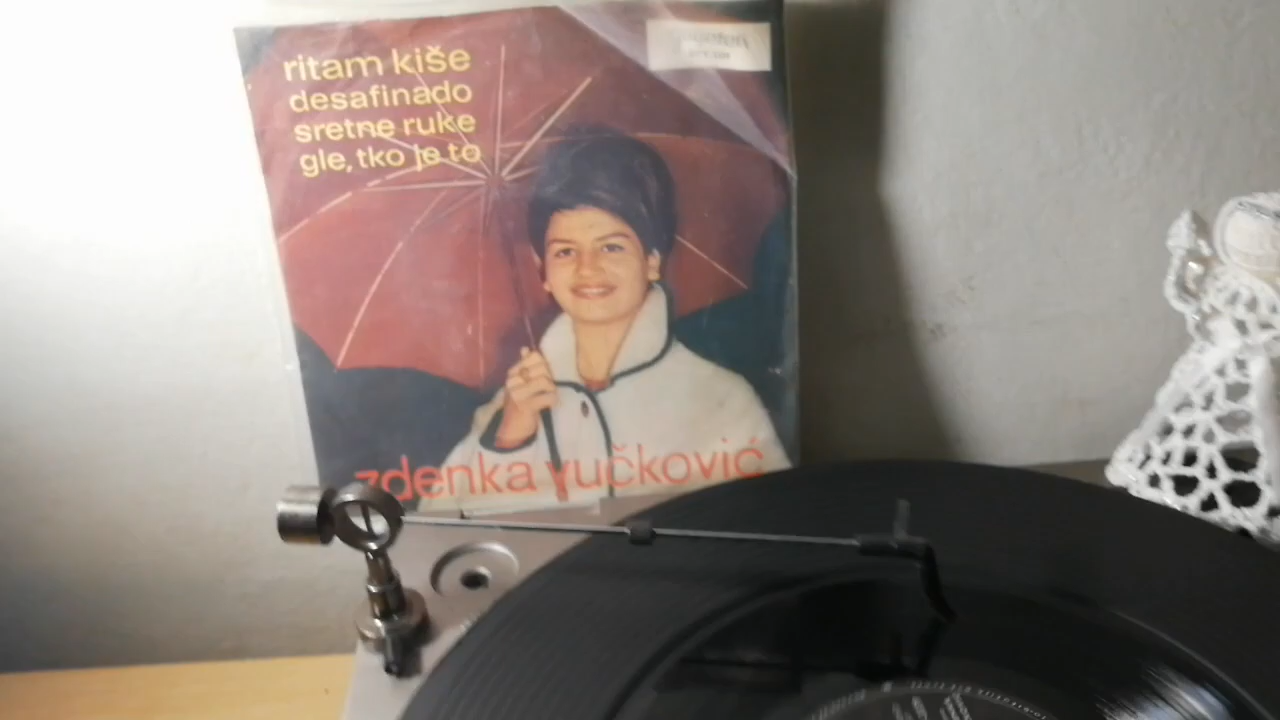 ritam kiše
desafinado
sretne ruke
gle, tko je to
zdenka vučković